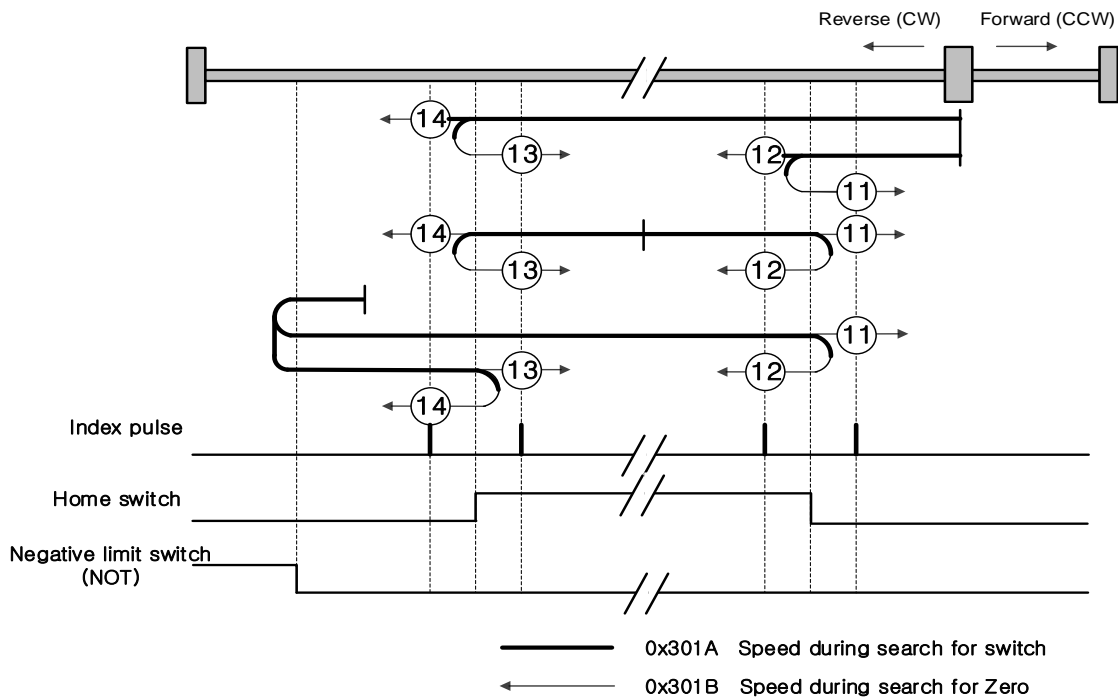 Reverse (CW) Forward (CCW)
14
13
12
11
14
11
13
12
11
13
12
14
Index pulse
Home switch
Negative limit switch
(NOT)
0x301A Speed during search for switch
0x301B Speed during search for Zero